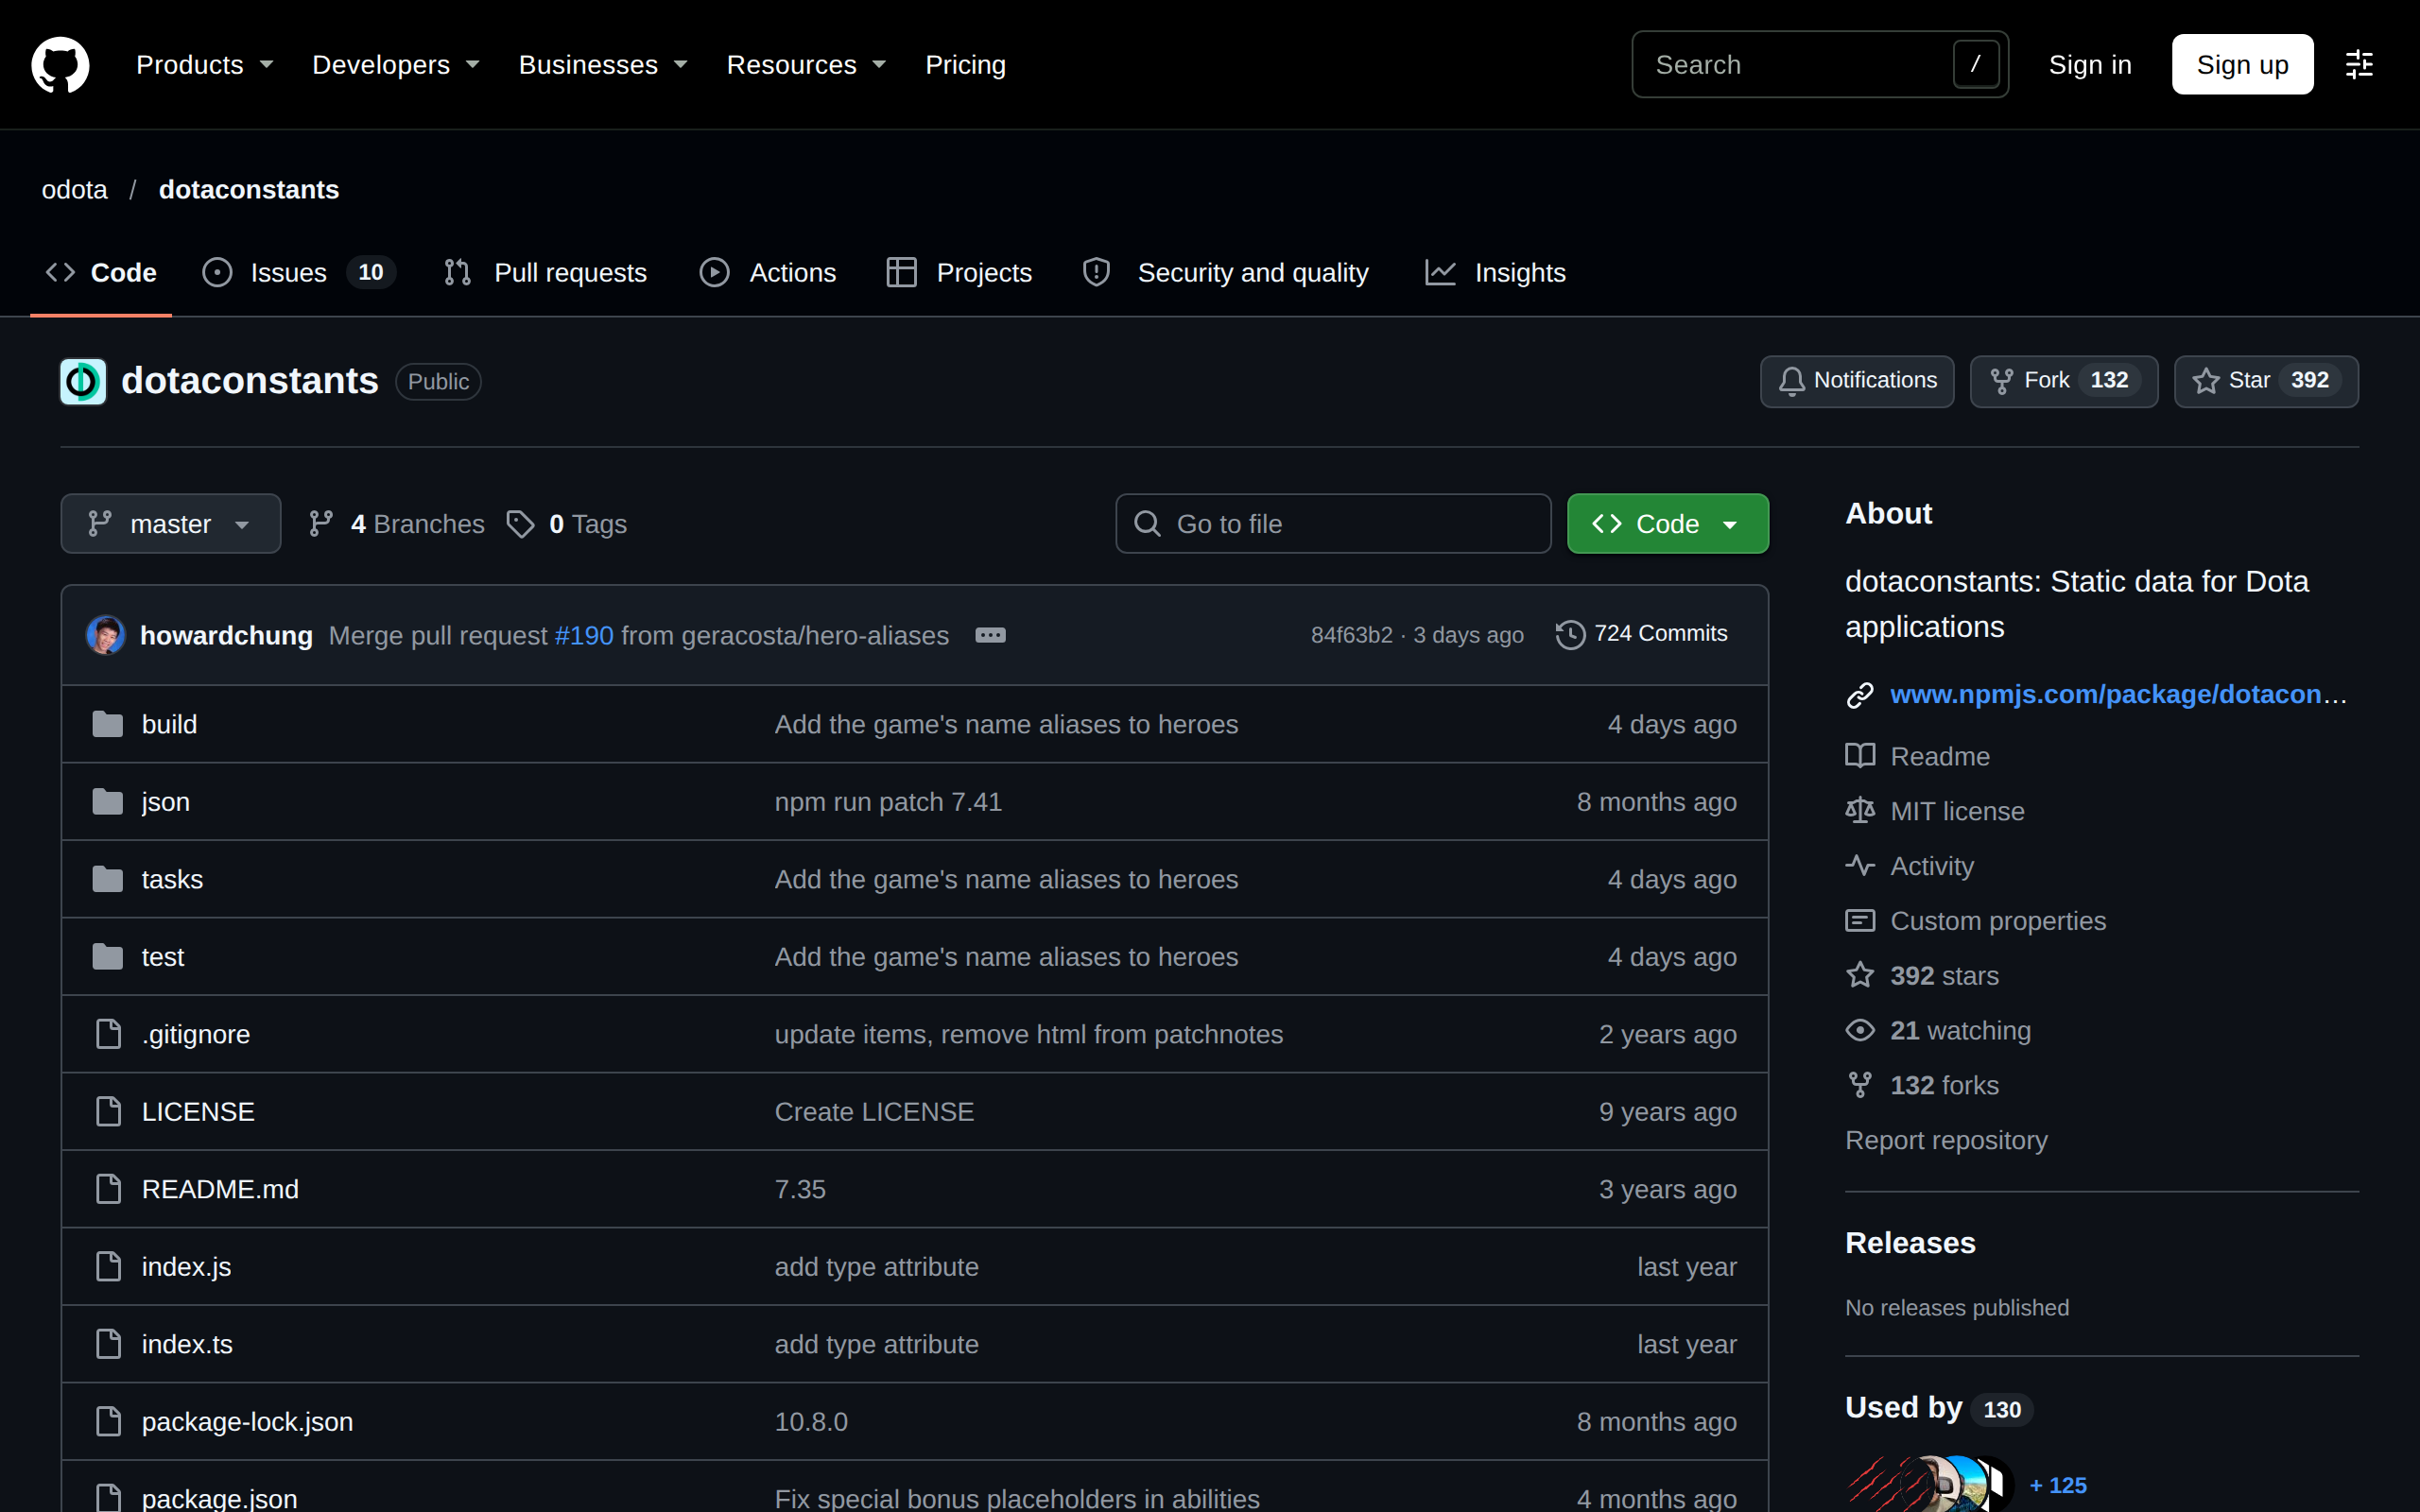 Products Developers Businesses Resources Pricing Search / Sign in Sign up
odota / dotaconstants
Code Issues 10 Pull requests Actions Projects Security and quality Insights
dotaconstants Public Notifications Fork 132 Star 392
master 4 Branches 0 Tags Go to file Code
howardchung Merge pull request #190 from geracosta/hero-aliases 84f63b2 · 3 days ago 724 Commits
build Add the game's name aliases to heroes 4 days ago
json npm run patch 7.41 8 months ago
tasks Add the game's name aliases to heroes 4 days ago
test Add the game's name aliases to heroes 4 days ago
.gitignore update items, remove html from patchnotes 2 years ago
LICENSE Create LICENSE 9 years ago
README.md 7.35 3 years ago
index.js add type attribute last year
index.ts add type attribute last year
package-lock.json 10.8.0 8 months ago
package.json Fix special bonus placeholders in abilities 4 months ago
About
dotaconstants: Static data for Dota
applications
www.npmjs.com/package/dotacon…
Readme
MIT license
Activity
Custom properties
392 stars
21 watching
132 forks
Report repository
Releases
No releases published
Used by 130
+ 125